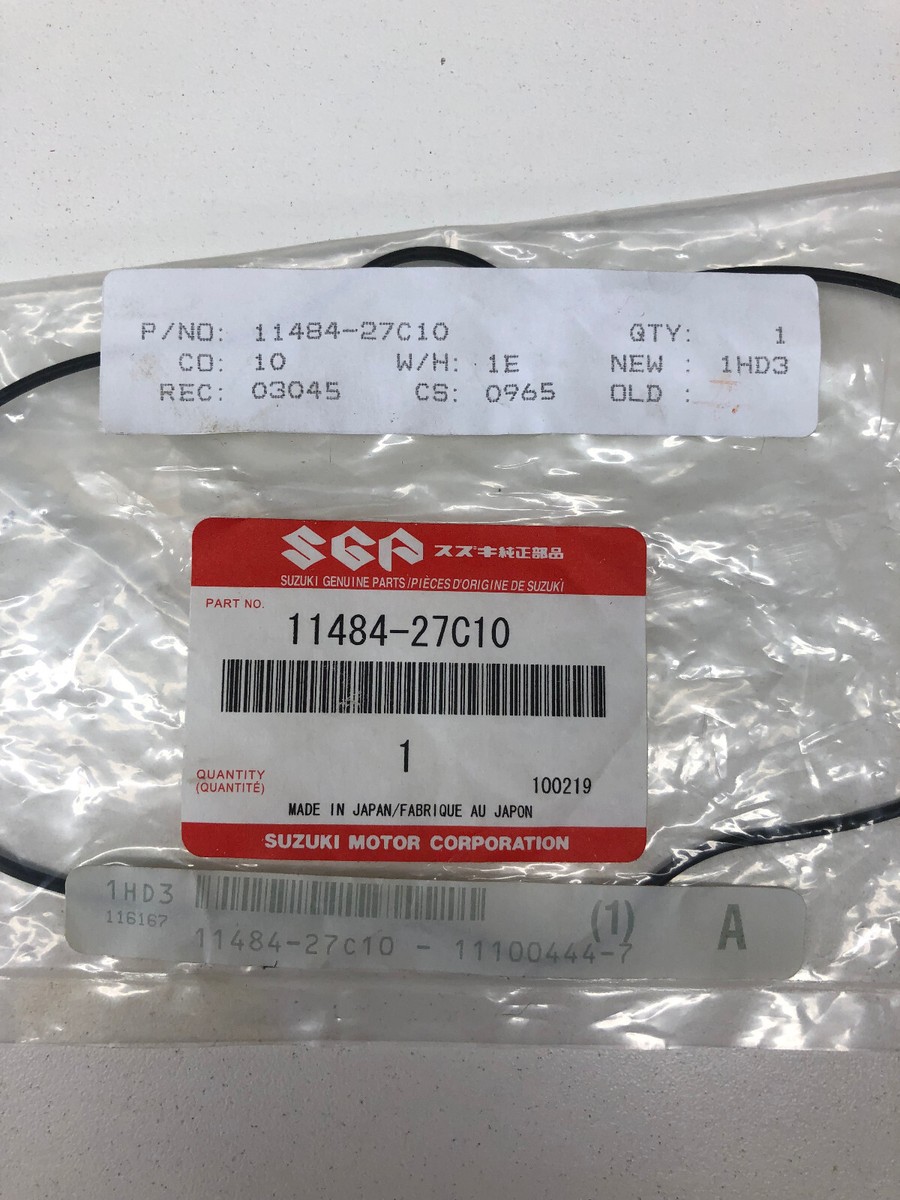 P/NO: 11484-27C10 QTY: 1
CO: 10 W/H: 1E NEW : 1HD3
REC: 03045 CS: 0965 OLD :
SGP スズキ純正部品
SUZUKI GENUINE PARTS/PIÈCES D'ORIGINE DE SUZUKI
PART NO.
11484-27C10
1
QUANTITY
(QUANTITÉ)
100219
MADE IN JAPAN/FABRIQUE AU JAPON
SUZUKI MOTOR CORPORATION
1HD3
116167
(1) A
11484-27C10 - 11100444-7